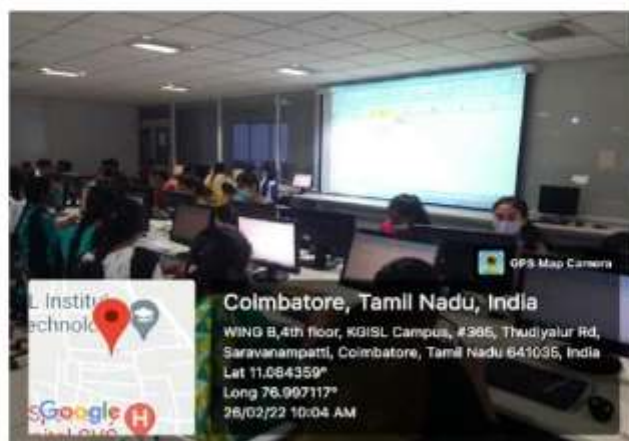 GPS Map Camera
L Institu
echnolo
Google
Coimbatore, Tamil Nadu, India
WING B,4th floor, KGISL Campus, #365, Thudiyalur Rd,
Saravanampatti, Coimbatore, Tamil Nadu 641035, India
Lat 11.084359°
Long 76.997117°
26/02/22 10:04 AM